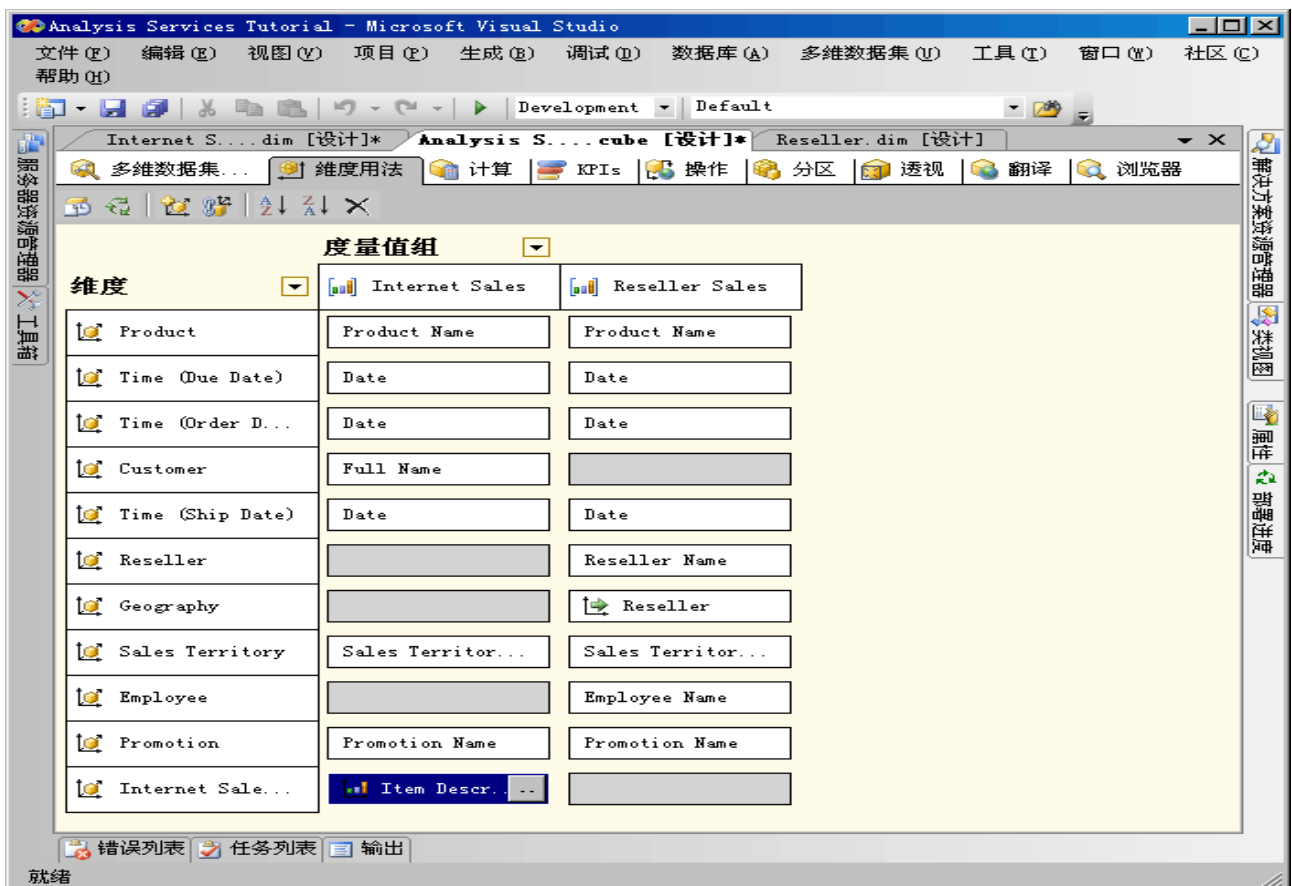 Analysis Services Tutorial - Microsoft Visual Studio
文件(F) 编辑(E) 视图(V) 项目(P) 生成(B) 调试(D) 数据库(A) 多维数据集(U) 工具(T) 窗口(W) 社区(C)
帮助(H)
Development Default
Internet S....dim [设计]* Analysis S....cube [设计]* Reseller.dim [设计]
多维数据集... 维度用法 计算 KPIs 操作 分区 透视 翻译 浏览器
度量值组
维度 Internet Sales Reseller Sales
Product Product Name Product Name
Time (Due Date) Date Date
Time (Order D... Date Date
Customer Full Name
Time (Ship Date) Date Date
Reseller Reseller Name
Geography Reseller
Sales Territory Sales Territor... Sales Territor...
Employee Employee Name
Promotion Promotion Name Promotion Name
Internet Sale... Item Descr..
服务器资源管理器
工具箱
解决方案资源管理器
类视图
属性
部署进度
错误列表 任务列表 输出
就绪